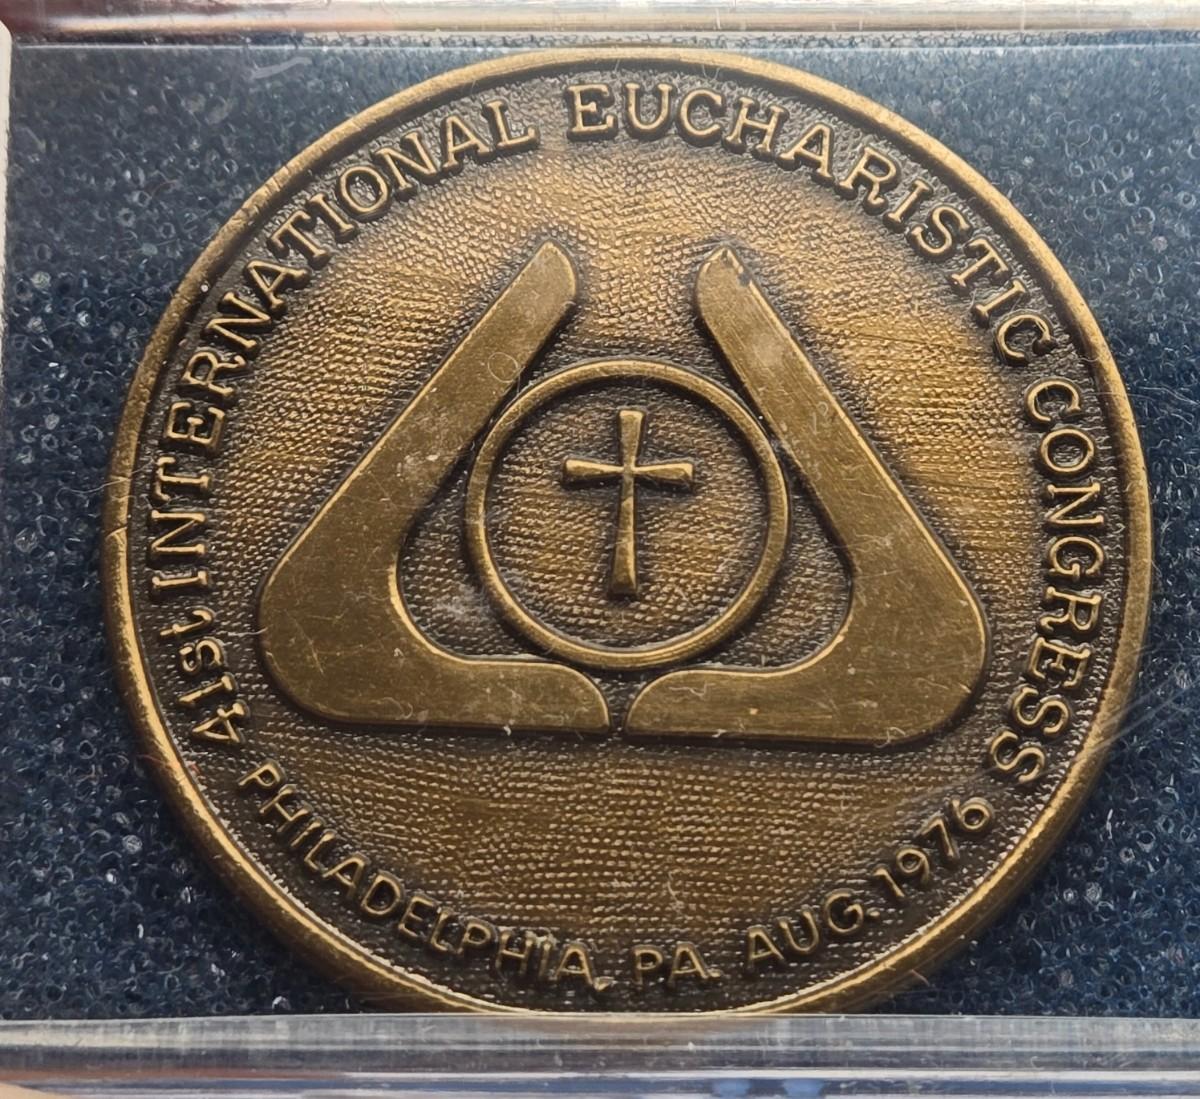 41st. INTERNATIONAL EUCHARISTIC CONGRESS
PHILADELPHIA, PA. AUG. 1976